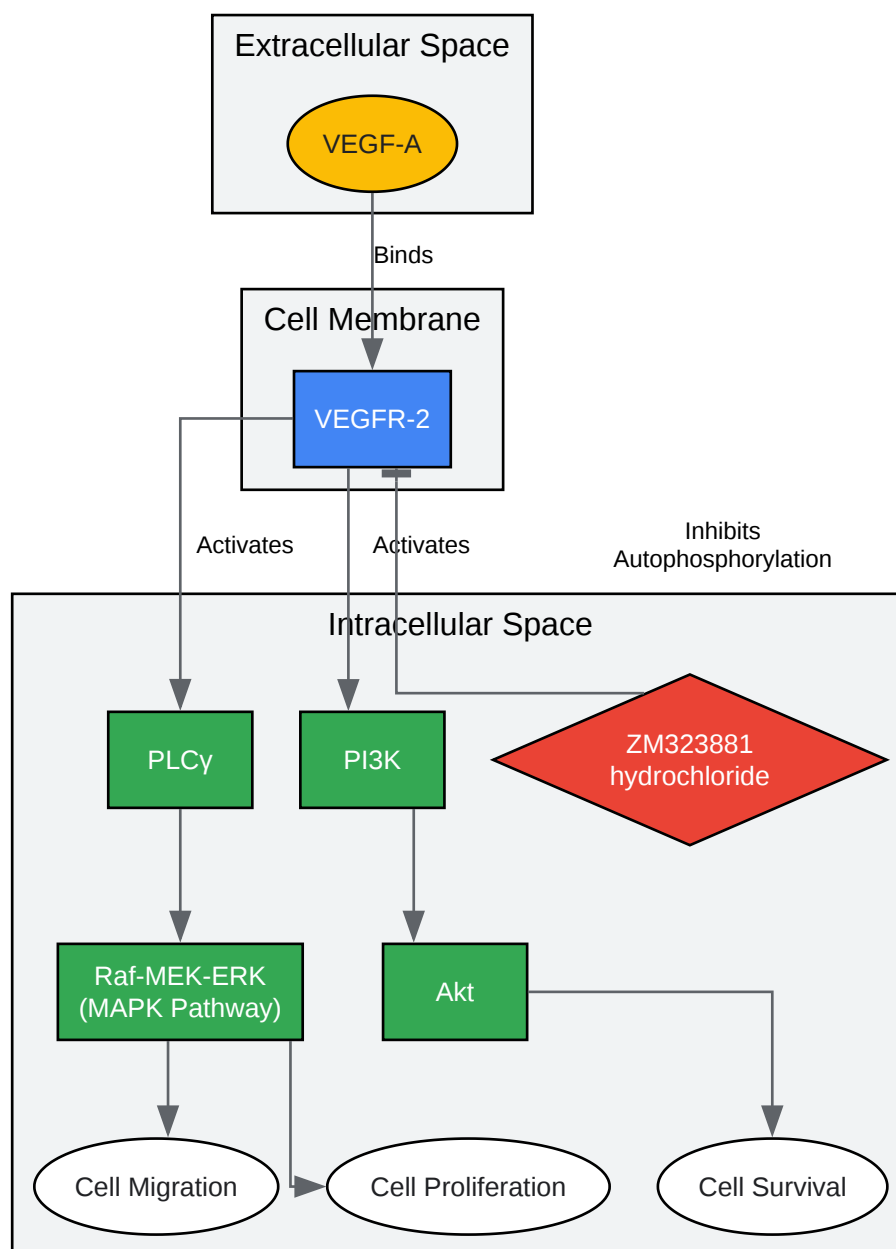 Extracellular Space
VEGF-A
Binds
Cell Membrane
VEGFR-2
Activates
Activates
Inhibits
Autophosphorylation
Intracellular Space
PLCγ
PI3K
ZM323881
hydrochloride
Raf-MEK-ERK
(MAPK Pathway)
Akt
Cell Migration
Cell Proliferation
Cell Survival